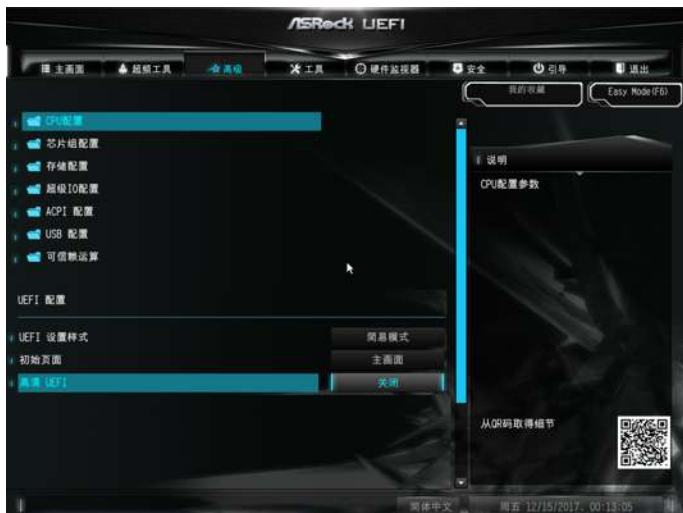 ASRock UEFI
主画面 超频工具 高级 工具 硬件监视器 安全 引导 退出
我的收藏 Easy Mode(F6)
CPU配置
芯片组配置
存储配置
超级IO配置
ACPI 配置
USB 配置
可信赖运算
UEFI 配置
UEFI 设置样式 简易模式
初始页面 主画面
高清 UEFI 关闭
说明
CPU配置参数
从QR码取得细节
简体中文 周五 12/15/2017. 00:13:05